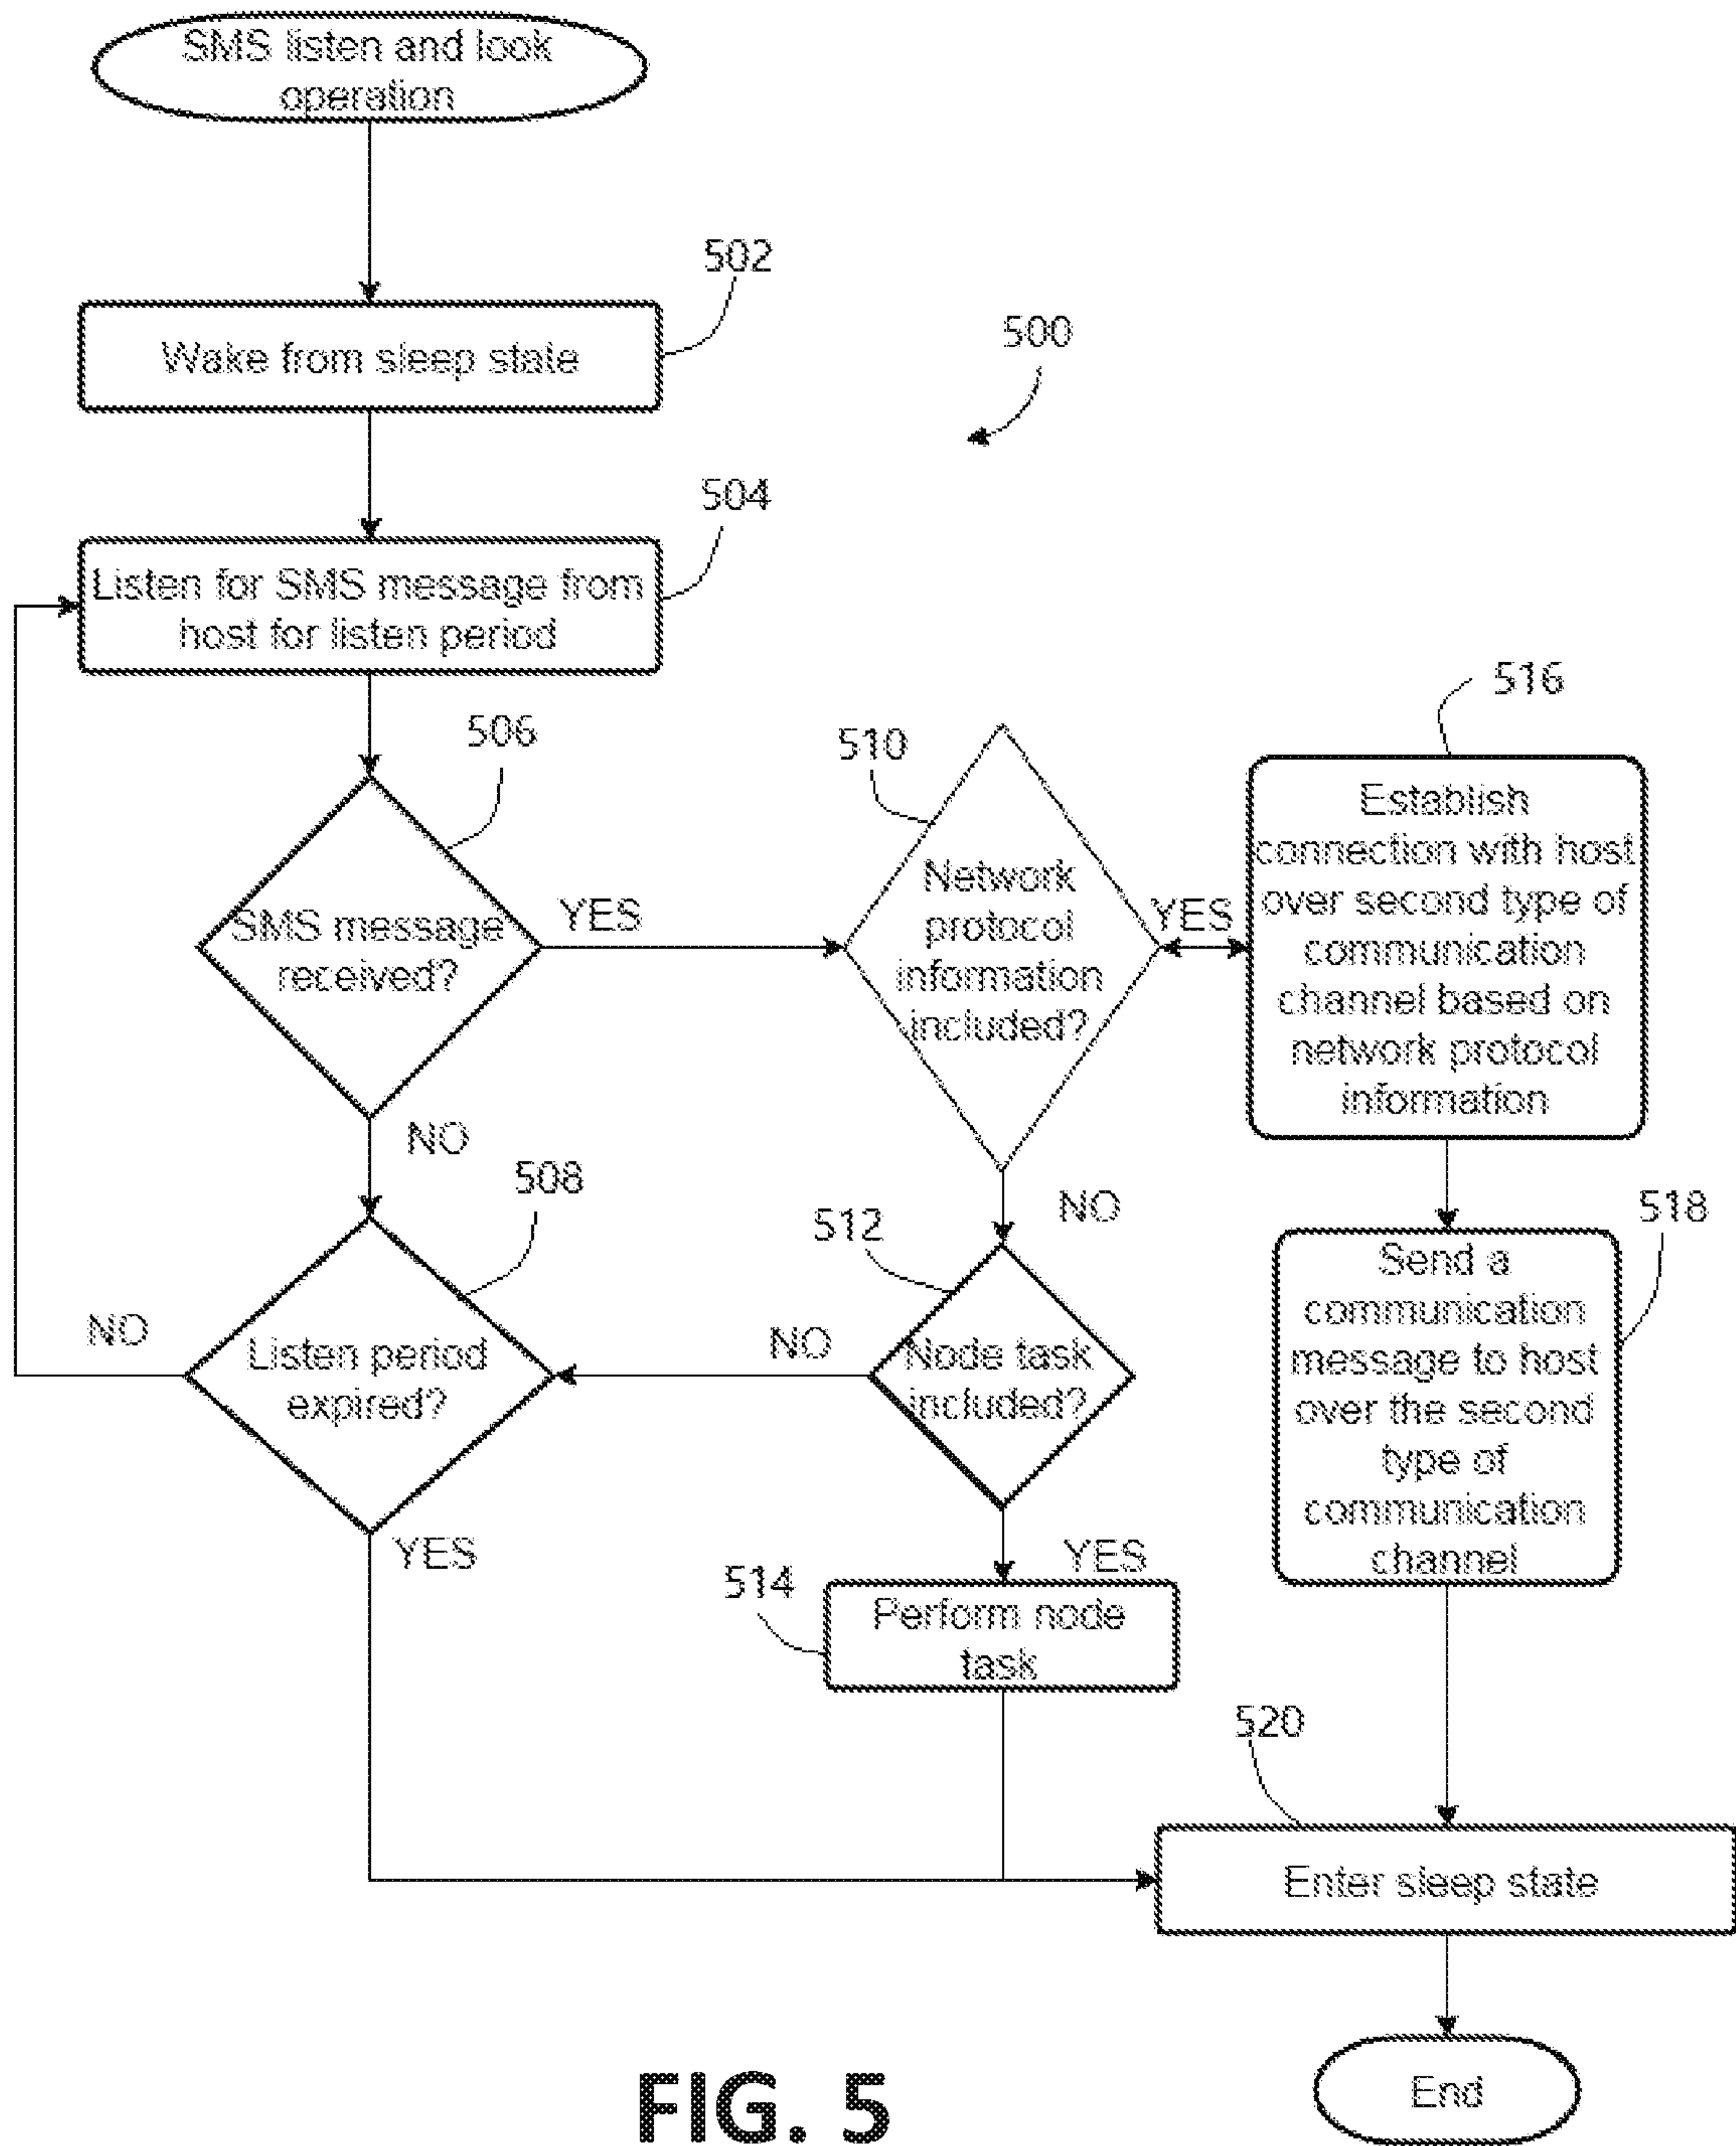 SMS listen and look
operation
502
Wake from sleep state
500
504
Listen for SMS message from
host for listen period
506
SMS message
received?
YES
NO
510
Network
protocol
information
included?
YES
NO
516
Establish
connection with host
over second type of
communication
channel based on
network protocol
information
508
Listen period
expired?
NO
YES
512
Node task
included?
NO
YES
518
Send a
communication
message to host
over the second
type of
communication
channel
514
Perform node
task
520
Enter sleep state
End
FIG. 5